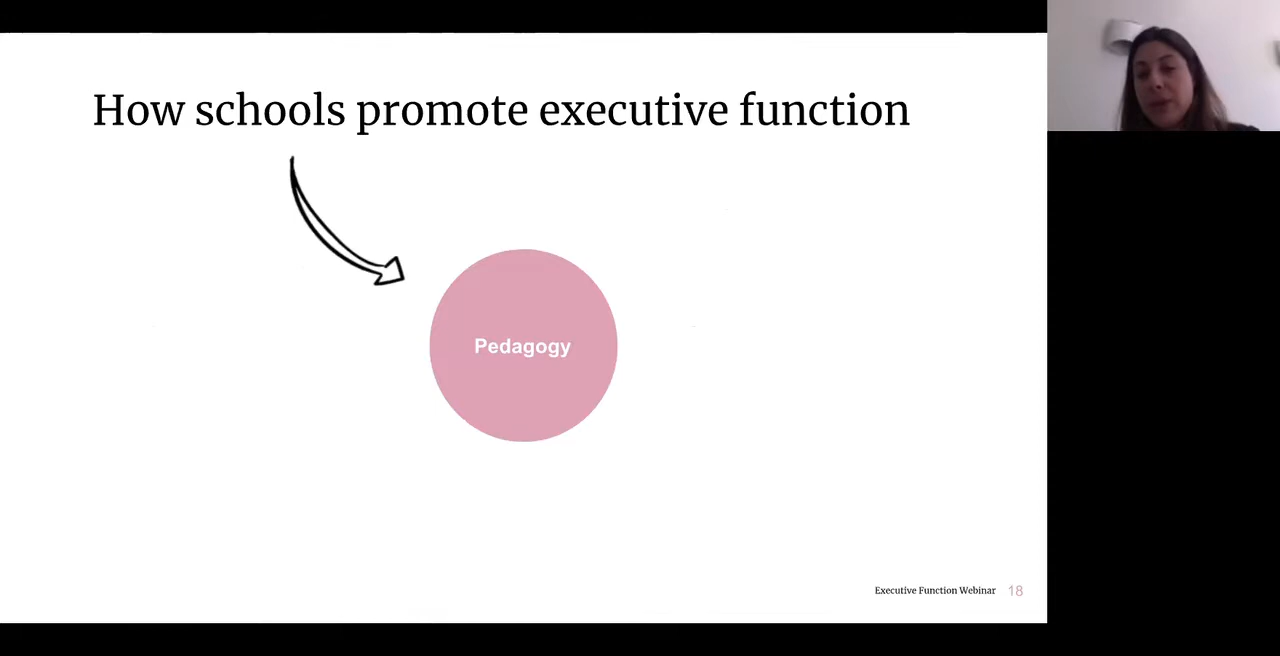 How schools promote executive function
Pedagogy
Executive Function Webinar 18